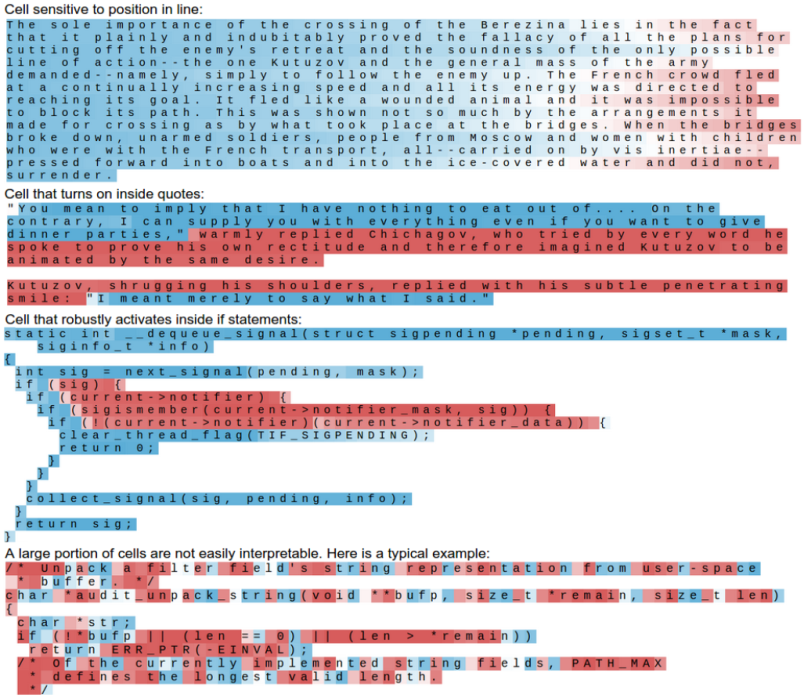 Cell sensitive to position in line:
The sole importance of the crossing of the Berezina lies in the fact
that it plainly and indubitably proved the fallacy of all the plans for
cutting off the enemy's retreat and the soundness of the only possible
line of action--the one Kutuzov and the general mass of the army
demanded--namely, simply to follow the enemy up. The French crowd fled
at a continually increasing speed and all its energy was directed to
reaching its goal. It fled like a wounded animal and it was impossible
to block its path. This was shown not so much by the arrangements it
made for crossing as by what took place at the bridges. When the bridges
broke down, unarmed soldiers, people from Moscow and women with children
who were with the French transport, all--carried on by vis inertiae--
pressed forward into boats and into the ice-covered water and did not,
surrender.
Cell that turns on inside quotes:
"You mean to imply that I have nothing to eat out of.... On the
contrary, I can supply you with everything even if you want to give
dinner parties," warmly replied Chichagov, who tried by every word he
spoke to prove his own rectitude and therefore imagined Kutuzov to be
animated by the same desire.
Kutuzov, shrugging his shoulders, replied with his subtle penetrating
smile: "I meant merely to say what I said."
Cell that robustly activates inside if statements:
static int __dequeue_signal(struct sigpending *pending, sigset_t *mask,
siginfo_t *info)
{
int sig = next_signal(pending, mask);
if (sig) {
if (current->notifier) {
if (sigismember(current->notifier_mask, sig)) {
if (!(current->notifier)(current->notifier_data)) {
clear_thread_flag(TIF_SIGPENDING);
return 0;
}
}
}
collect_signal(sig, pending, info);
}
return sig;
}
A large portion of cells are not easily interpretable. Here is a typical example:
/* Unpack a filter field's string representation from user-space
* buffer. */
char *audit_unpack_string(void **bufp, size_t *remain, size_t len)
{
char *str;
if (!*bufp || (len == 0) || (len > *remain))
return ERR_PTR(-EINVAL);
/* Of the currently implemented string fields, PATH_MAX
* defines the longest valid length.
*/